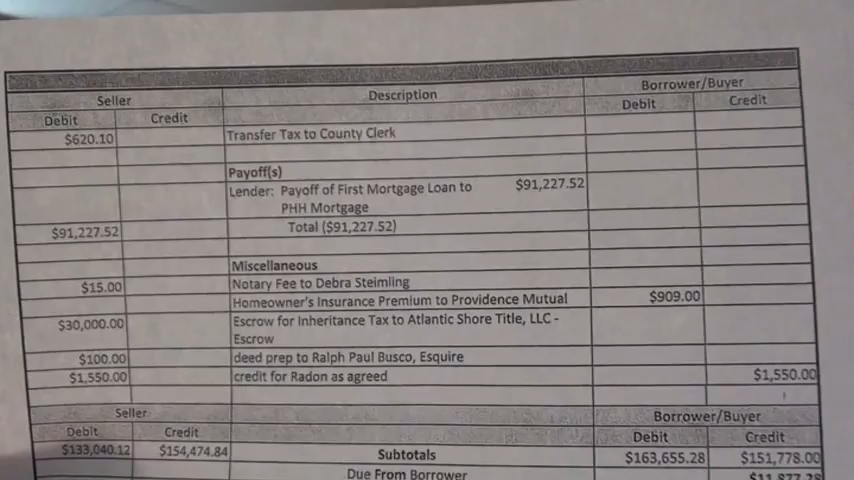 Seller Description Borrower/Buyer
Debit Credit Debit Credit
$620.10 Transfer Tax to County Clerk
Payoff(s)
Lender: Payoff of First Mortgage Loan to $91,227.52
PHH Mortgage
$91,227.52 Total ($91,227.52)
Miscellaneous
$15.00 Notary Fee to Debra Steimling
Homeowner's Insurance Premium to Providence Mutual $909.00
$30,000.00 Escrow for Inheritance Tax to Atlantic Shore Title, LLC -
Escrow
$100.00 deed prep to Ralph Paul Busco, Esquire
$1,550.00 credit for Radon as agreed $1,550.00
Seller Borrower/Buyer
Debit Credit Debit Credit
$133,040.12 $154,474.84 Subtotals $163,655.28 $151,778.00
Due From Borrower $11,877.28